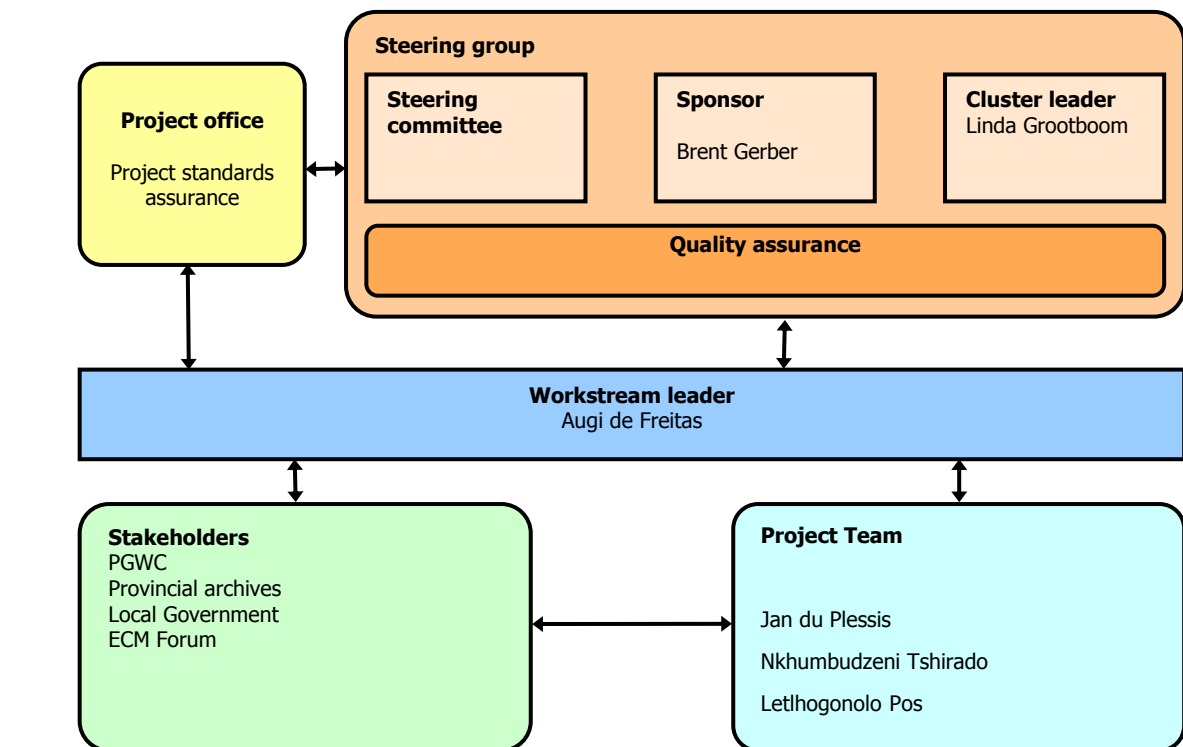 Steering group
Project office
Project standards
assurance
Steering
committee
Sponsor
Brent Gerber
Cluster leader
Linda Grootboom
Quality assurance
Workstream leader
Augi de Freitas
Stakeholders
PGWC
Provincial archives
Local Government
ECM Forum
Project Team
Jan du Plessis
Nkhumbudzeni Tshirado
Letlhogonolo Pos